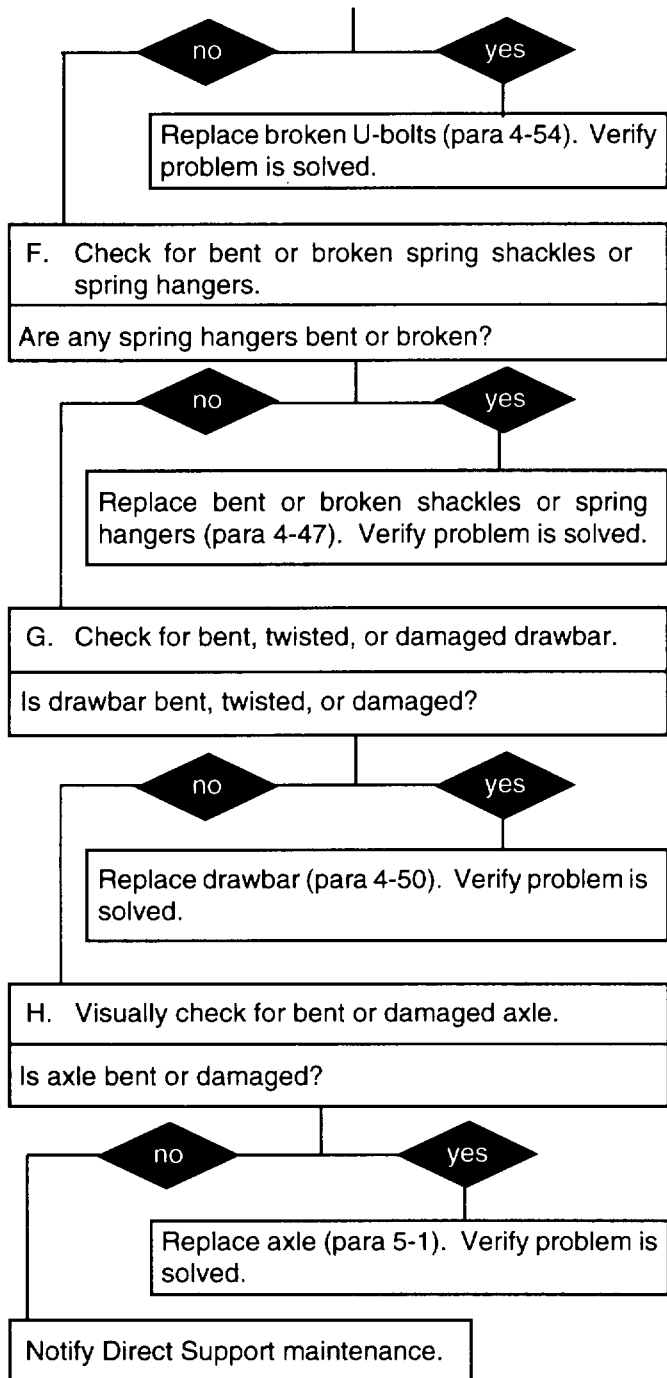 no yes
Replace broken U-bolts (para 4-54). Verify
problem is solved.
F. Check for bent or broken spring shackles or
spring hangers.
Are any spring hangers bent or broken?
no yes
Replace bent or broken shackles or spring
hangers (para 4-47). Verify problem is solved.
G. Check for bent, twisted, or damaged drawbar.
Is drawbar bent, twisted, or damaged?
no yes
Replace drawbar (para 4-50). Verify problem is
solved.
H. Visually check for bent or damaged axle.
Is axle bent or damaged?
no yes
Replace axle (para 5-1). Verify problem is
solved.
Notify Direct Support maintenance.